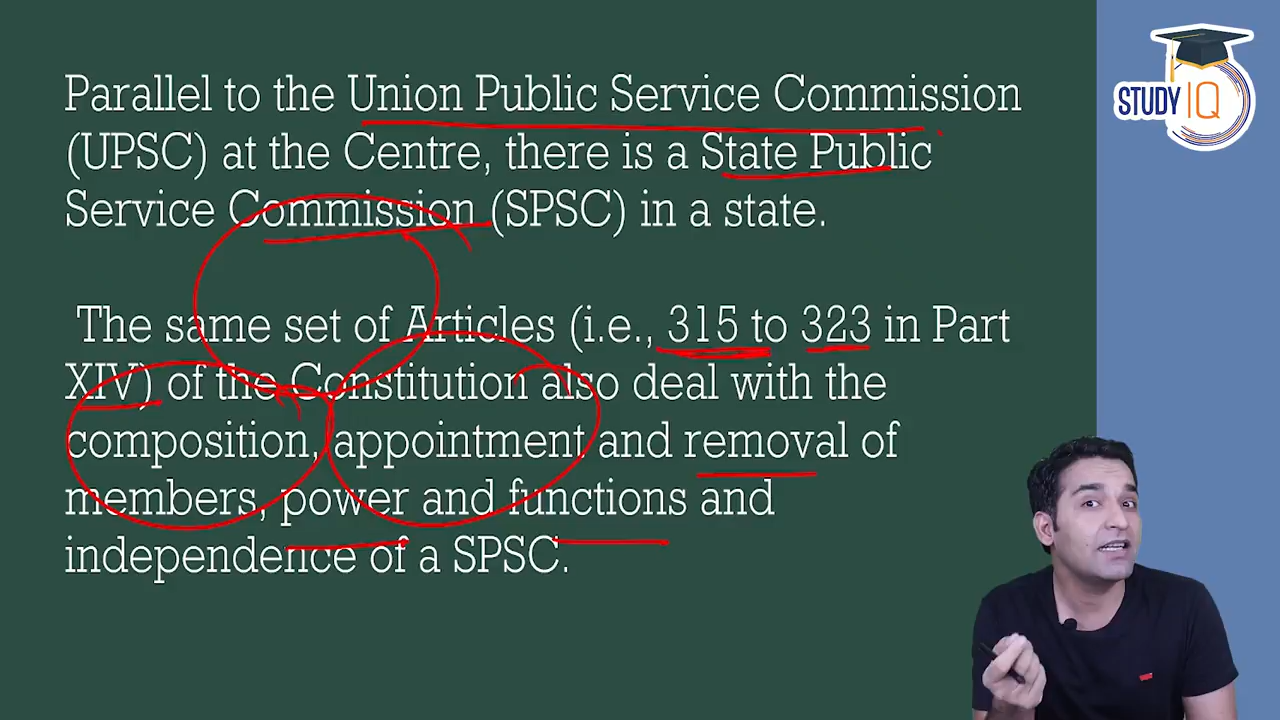 Parallel to the Union Public Service Commission
(UPSC) at the Centre, there is a State Public
Service Commission (SPSC) in a state.
The same set of Articles (i.e., 315 to 323 in Part
XIV) of the Constitution also deal with the
composition, appointment and removal of
members, power and functions and
independence of a SPSC.
STUDY IQ